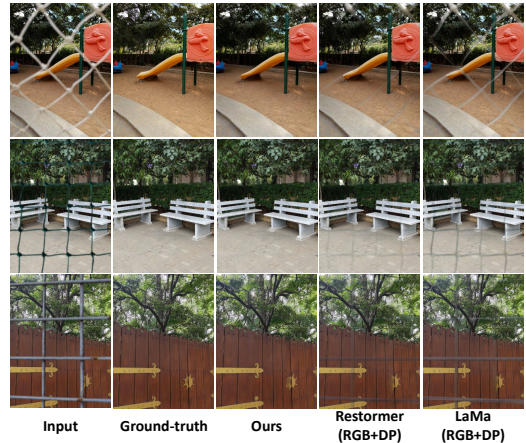 Input
Ground-truth
Ours
Restormer
(RGB+DP)
LaMa
(RGB+DP)